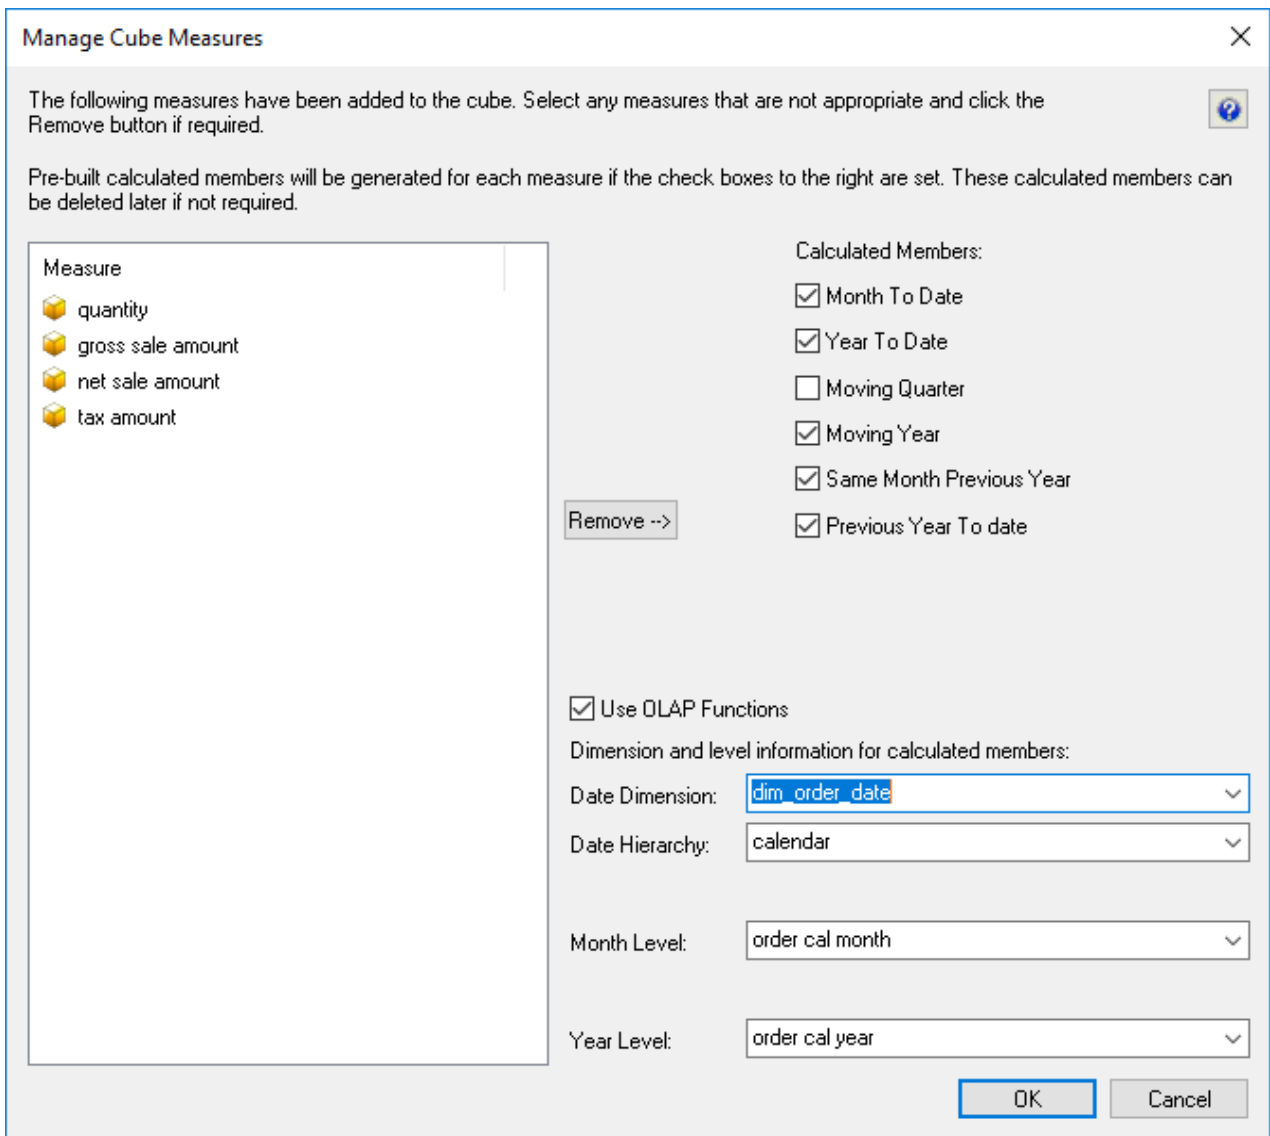 Manage Cube Measures
The following measures have been added to the cube. Select any measures that are not appropriate and click the
Remove button if required.
Pre-built calculated members will be generated for each measure if the check boxes to the right are set. These calculated members can
be deleted later if not required.
Measure
quantity
gross sale amount
net sale amount
tax amount
Remove -->
Calculated Members:
Month To Date
Year To Date
Moving Quarter
Moving Year
Same Month Previous Year
Previous Year To date
Use OLAP Functions
Dimension and level information for calculated members:
Date Dimension: dim_order_date
Date Hierarchy: calendar
Month Level: order cal month
Year Level: order cal year
OK Cancel